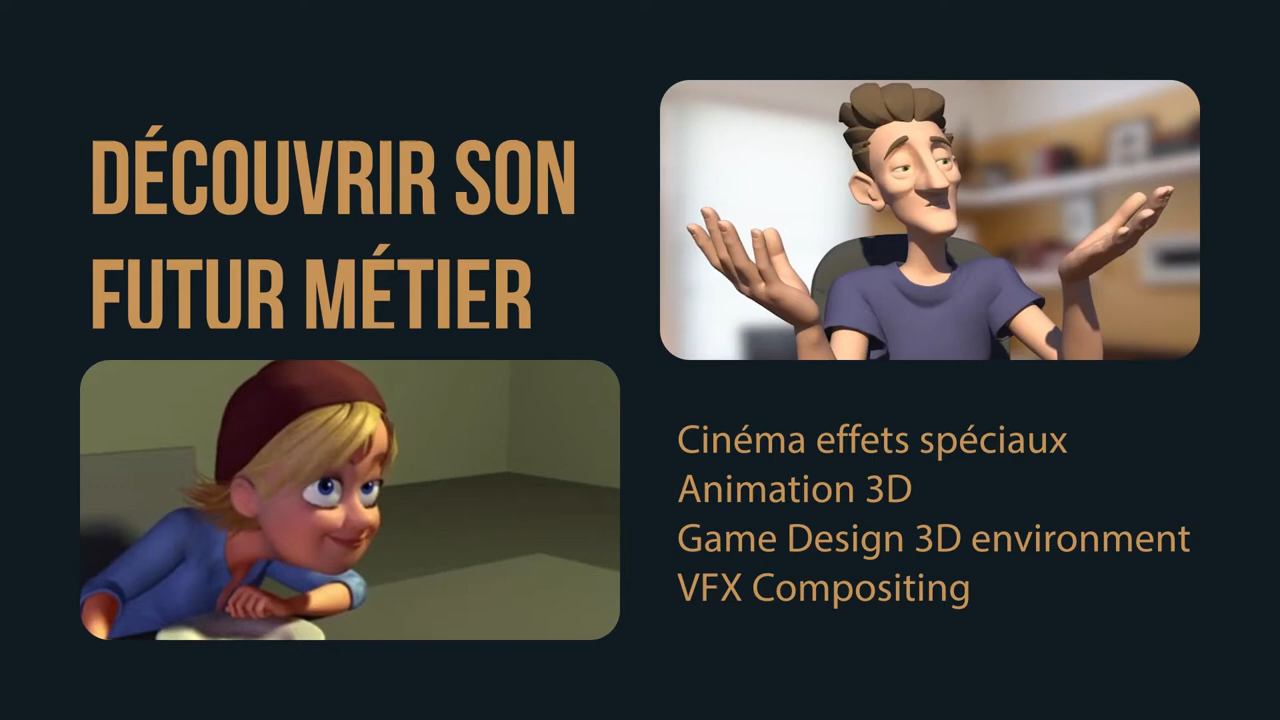 DÉCOUVRIR SON
FUTUR MÉTIER
Cinéma effets spéciaux
Animation 3D
Game Design 3D environment
VFX Compositing